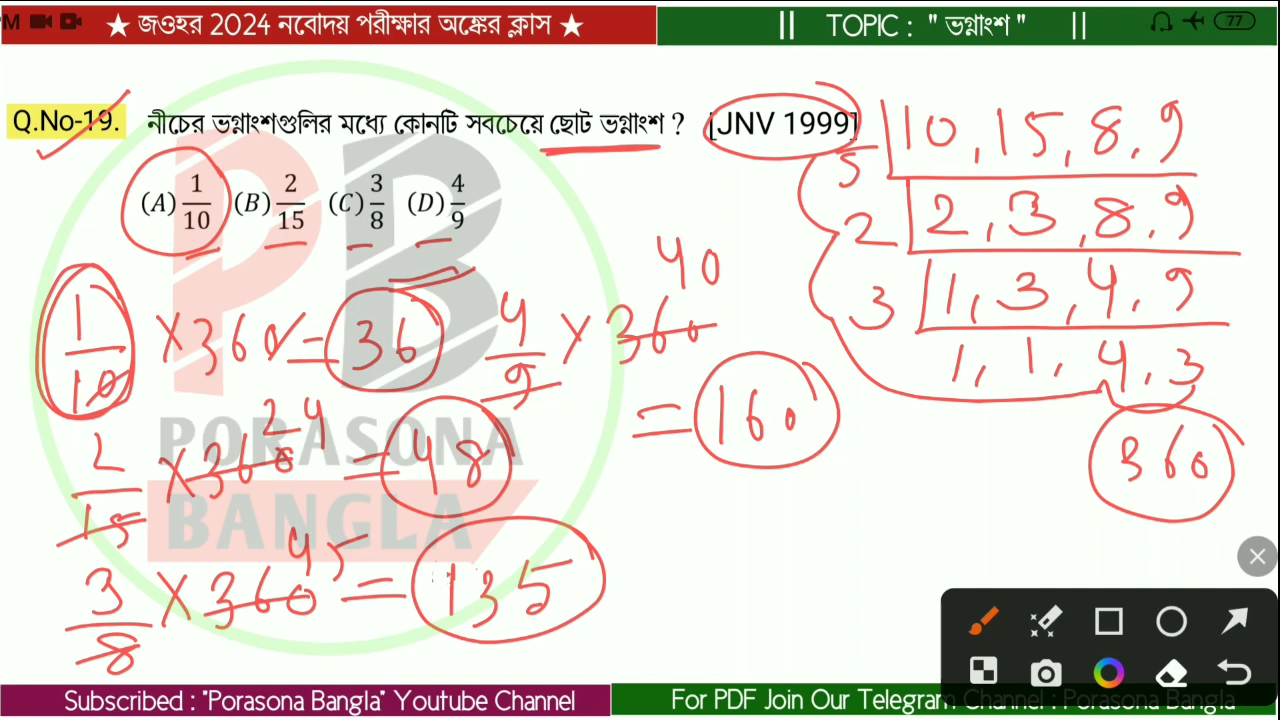 ★ জওহর 2024 নবোদয় পরীক্ষার অঙ্কের ক্লাস ★
|| TOPIC : " ভগ্নাংশ " ||
77
Q.No-19. নীচের ভগ্নাংশগুলির মধ্যে কোনটি সবচেয়ে ছোট ভগ্নাংশ ? [JNV 1999]
(A) 1/10 (B) 2/15 (C) 3/8 (D) 4/9
5 | 10, 15, 8, 9
2 | 2, 3, 8, 9
3 | 1, 3, 4, 9
1, 1, 4, 3
360
1/10 × 360 = 36
2/15 × 360 24 = 48
3/8 × 360 45 = 135
4/9 × 360 40
= 160
PB
PORASONA
BANGLA
Subscribed : "Porasona Bangla" YouTube Channel
For PDF Join Our Telegram Channel : Porasona Bangla